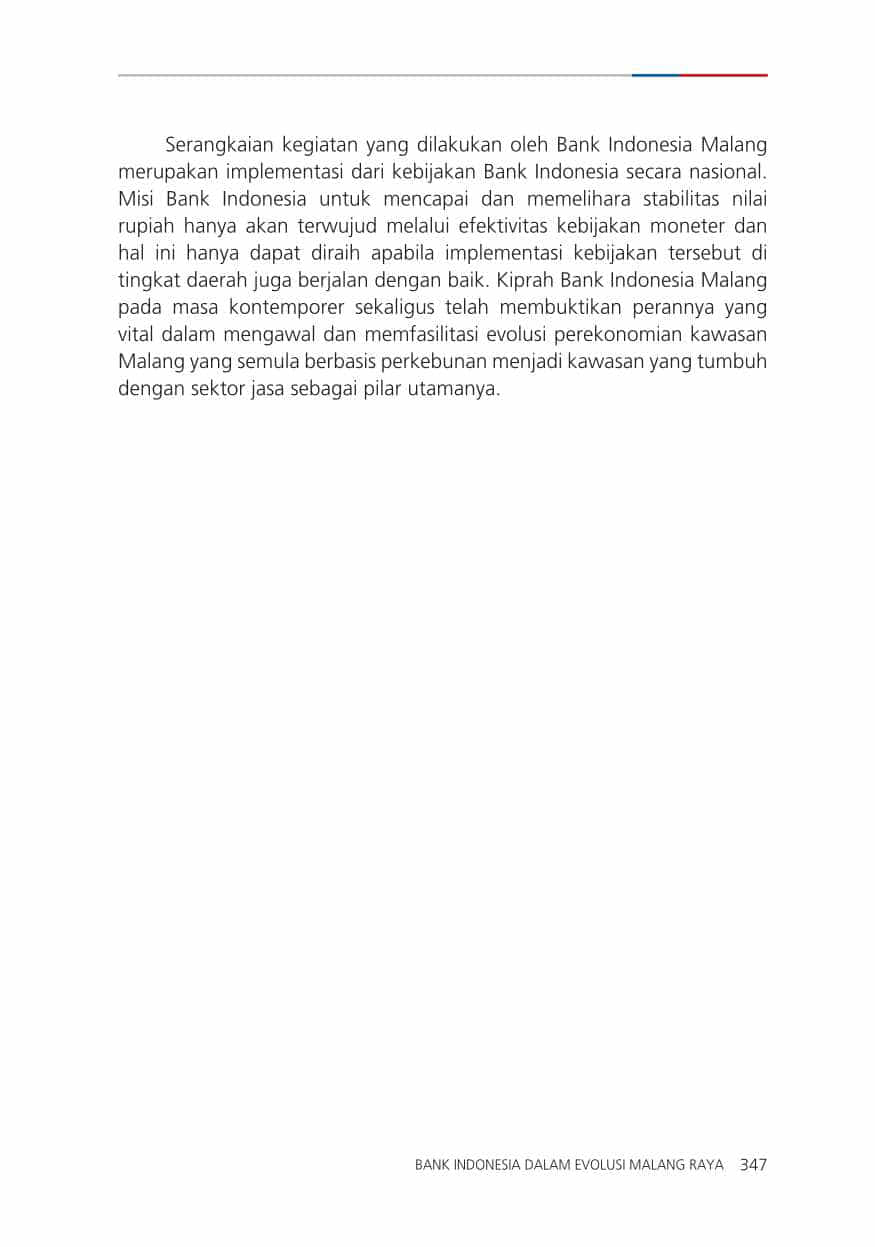 Serangkaian kegiatan yang dilakukan oleh Bank Indonesia Malang
merupakan implementasi dari kebijakan Bank Indonesia secara nasional.
Misi Bank Indonesia untuk mencapai dan memelihara stabilitas nilai
rupiah hanya akan terwujud melalui efektivitas kebijakan moneter dan
hal ini hanya dapat diraih apabila implementasi kebijakan tersebut di
tingkat daerah juga berjalan dengan baik. Kiprah Bank Indonesia Malang
pada masa kontemporer sekaligus telah membuktikan perannya yang
vital dalam mengawal dan memfasilitasi evolusi perekonomian kawasan
Malang yang semula berbasis perkebunan menjadi kawasan yang tumbuh
dengan sektor jasa sebagai pilar utamanya.
BANK INDONESIA DALAM EVOLUSI MALANG RAYA 347